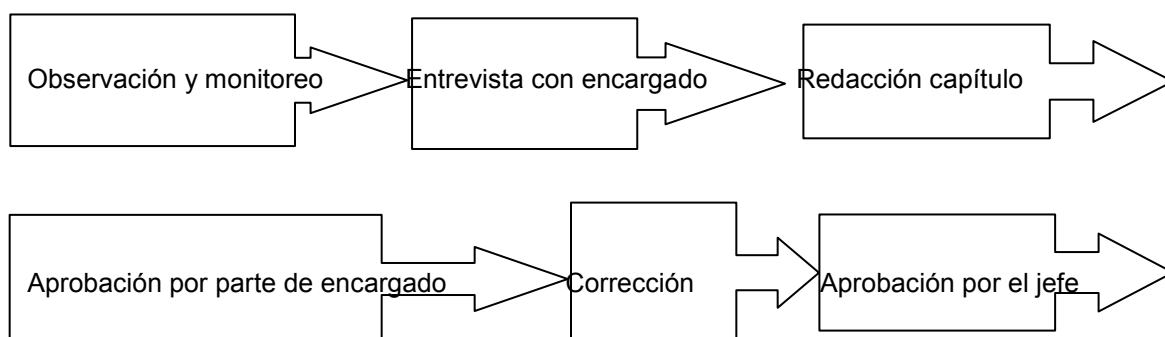 Observación y monitoreo
Entrevista con encargado
Redacción capítulo
Aprobación por parte de encargado
Corrección
Aprobación por el jefe